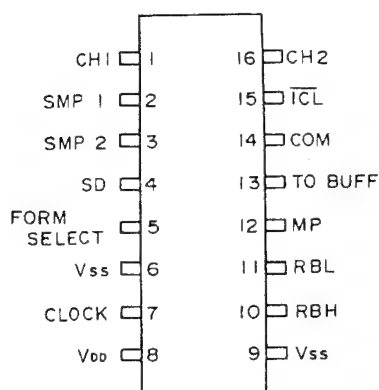 CH1 1 16 CH2
SMP 1 2 15 ICL
SMP 2 3 14 COM
SD 4 13 TO BUFF
FORM SELECT 5 12 MP
Vss 6 11 RBL
CLOCK 7 10 RBH
VDD 8 9 Vss